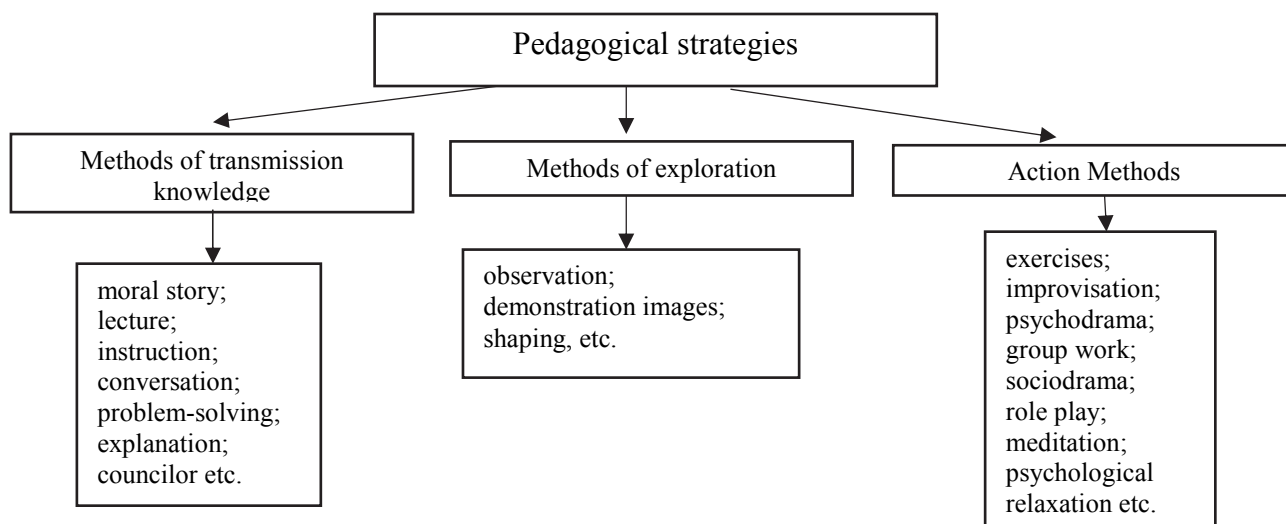 Pedagogical strategies
Methods of transmission
knowledge
Methods of exploration
Action Methods
moral story;
lecture;
instruction;
conversation;
problem-solving;
explanation;
councilor etc.
observation;
demonstration images;
shaping, etc.
exercises;
improvisation;
psychodrama;
group work;
sociodrama;
role play;
meditation;
psychological
relaxation etc.